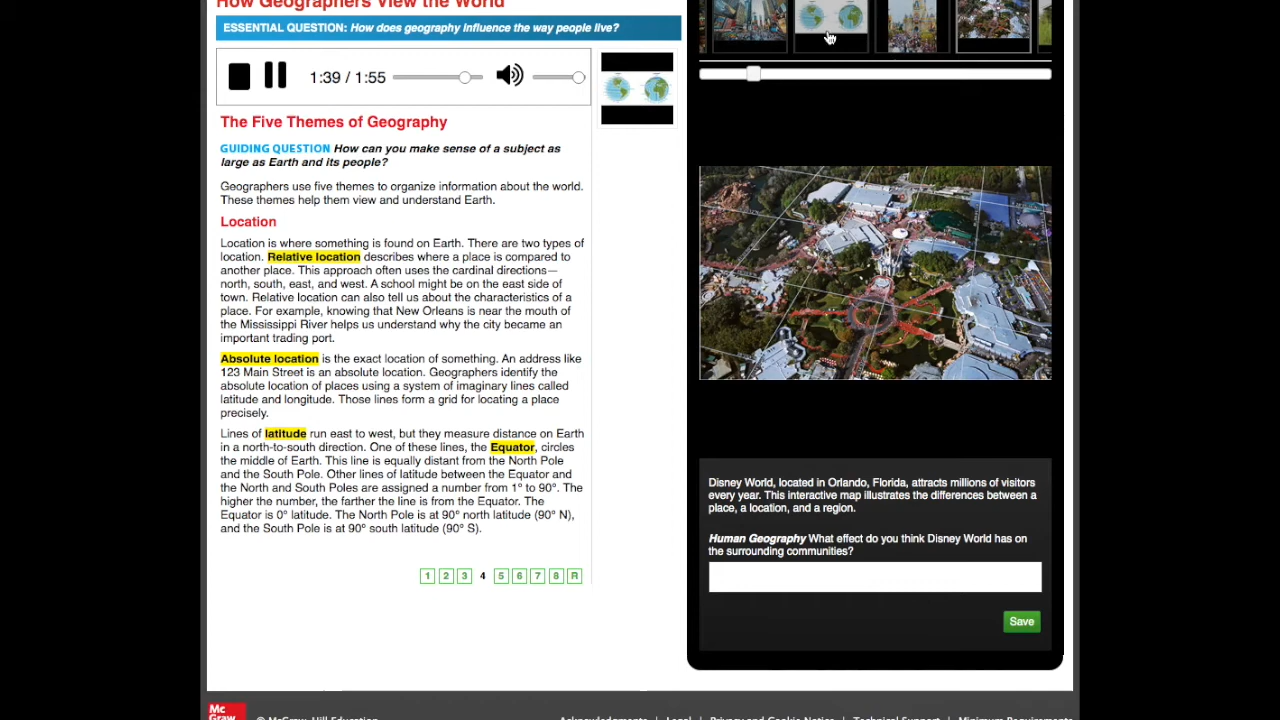 How Geographers View the World
ESSENTIAL QUESTION: How does geography influence the way people live?
1:39 / 1:55
The Five Themes of Geography
GUIDING QUESTION How can you make sense of a subject as
large as Earth and its people?
Geographers use five themes to organize information about the world.
These themes help them view and understand Earth.
Location
Location is where something is found on Earth. There are two types of
location. Relative location describes where a place is compared to
another place. This approach often uses the cardinal directions—
north, south, east, and west. A school might be on the east side of
town. Relative location can also tell us about the characteristics of a
place. For example, knowing that New Orleans is near the mouth of
the Mississippi River helps us understand why the city became an
important trading port.
Absolute location is the exact location of something. An address like
123 Main Street is an absolute location. Geographers identify the
absolute location of places using a system of imaginary lines called
latitude and longitude. Those lines form a grid for locating a place
precisely.
Lines of latitude run east to west, but they measure distance on Earth
in a north-to-south direction. One of these lines, the Equator, circles
the middle of Earth. This line is equally distant from the North Pole
and the South Pole. Other lines of latitude between the Equator and
the North and South Poles are assigned a number from 1° to 90°. The
higher the number, the farther the line is from the Equator. The
Equator is 0° latitude. The North Pole is at 90° north latitude (90° N),
and the South Pole is at 90° south latitude (90° S).
1 2 3 4 5 6 7 8 R
Disney World, located in Orlando, Florida, attracts millions of visitors
every year. This interactive map illustrates the differences between a
place, a location, and a region.
Human Geography What effect do you think Disney World has on
the surrounding communities?
Save
Mc
Graw
© McGraw-Hill Education
Acknowledgments | Legal | Privacy and Cookie Notice | Technical Support | Minimum Requirements